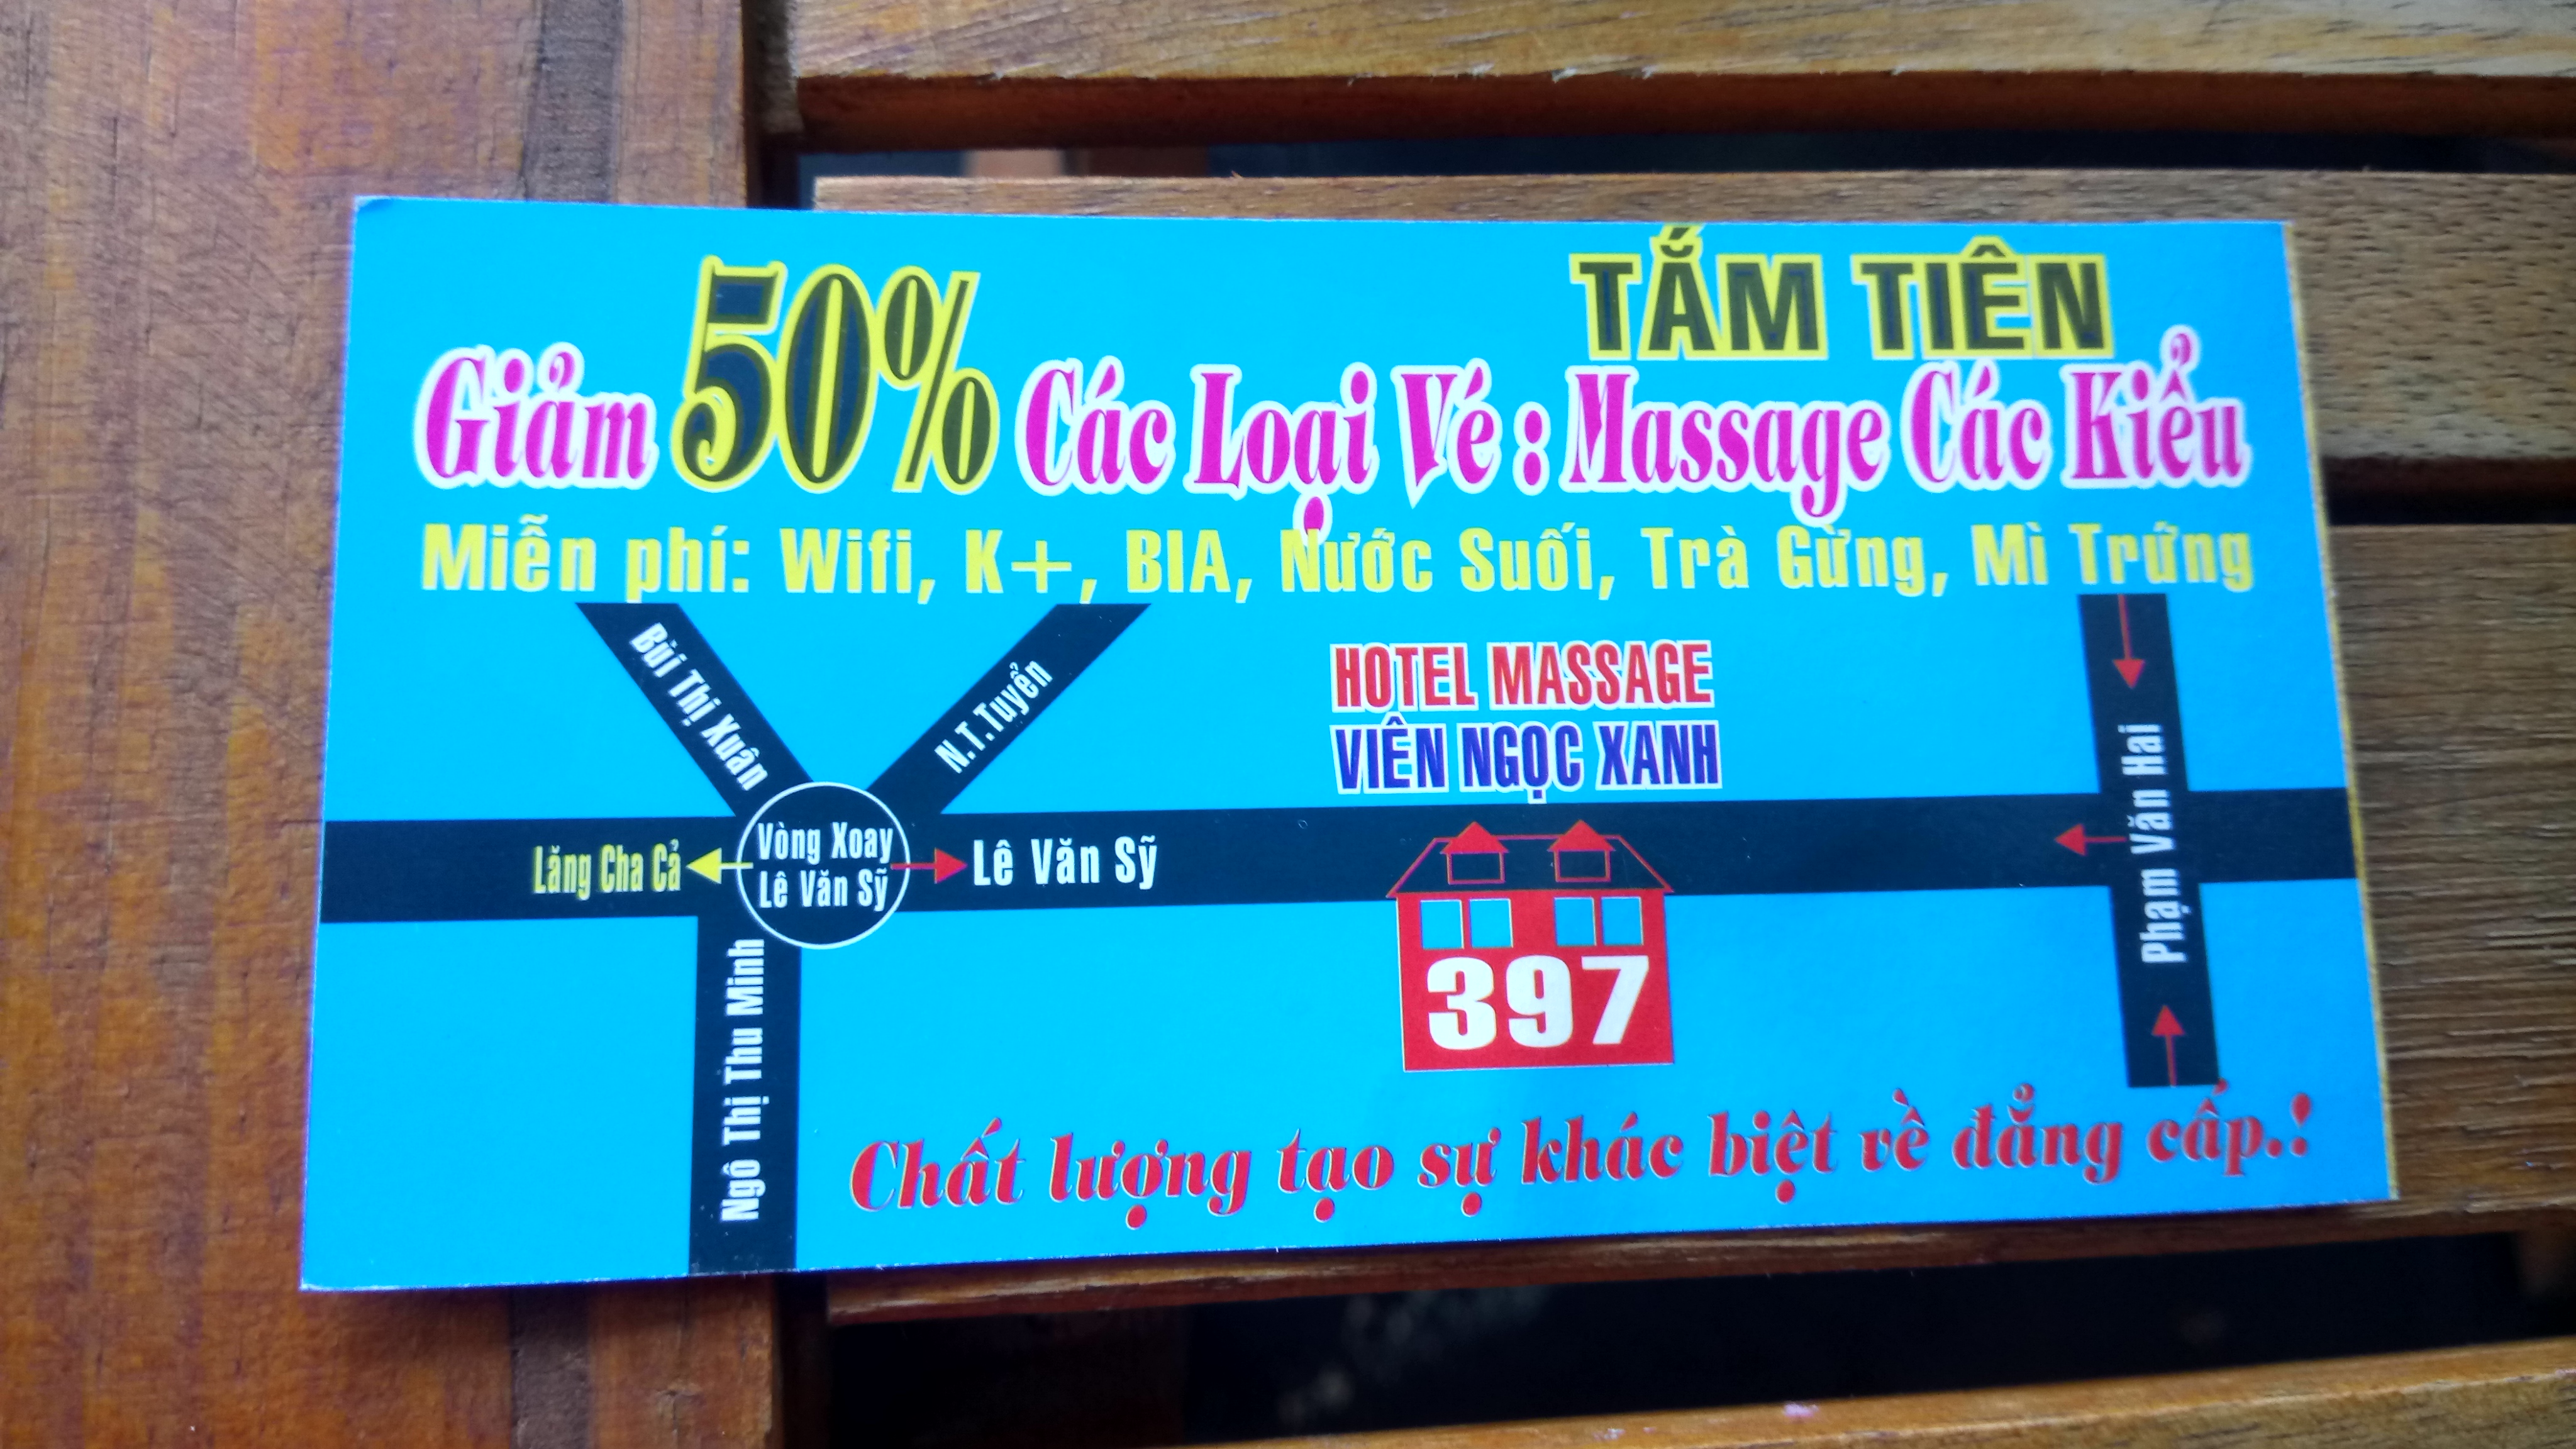 TẮM TIÊN
Giảm 50% Các Loại Vé : Massage Các Kiểu
Miễn phí: Wifi, K+, BIA, Nước Suối, Trà Gừng, Mì Trứng
Bùi Thị Xuân
N.T.Tuyển
HOTEL MASSAGE
VIÊN NGỌC XANH
Phạm Văn Hai
Lăng Cha Cả
Vòng Xoay
Lê Văn Sỹ
Lê Văn Sỹ
397
Ngô Thị Thu Minh
Chất lượng tạo sự khác biệt về đẳng cấp.!